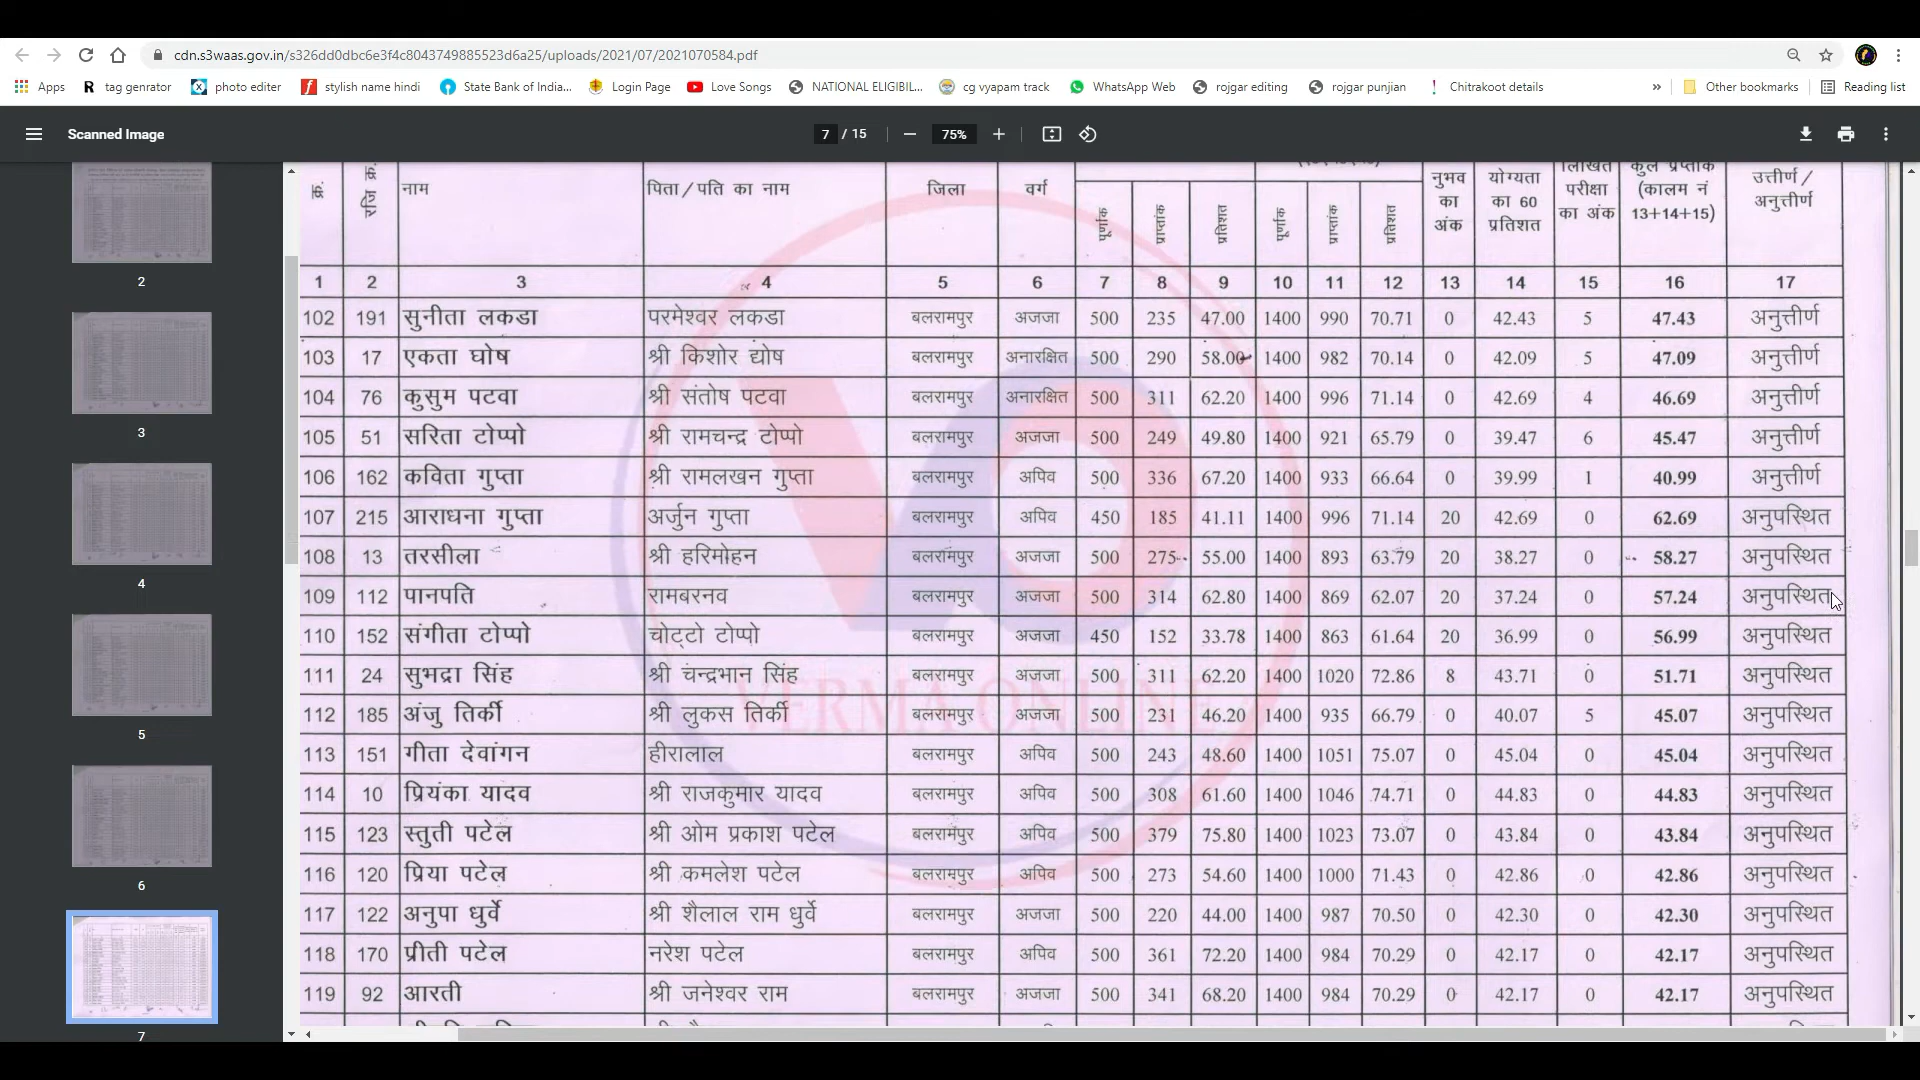 cdn.s3waas.gov.in/s326dd0dbc6e3f4c8043749885523d6a25/uploads/2021/07/2021070584.pdf
Apps tag genrator photo editer stylish name hindi State Bank of India... Login Page Love Songs NATIONAL ELIGIBIL... cg vyapam track WhatsApp Web rojgar editing rojgar punjian Chitrakoot details » Other bookmarks Reading list
Scanned Image 7 / 15 75%
2
3
4
5
6
7
क्र. रजि क्र. नाम पिता/पति का नाम जिला वर्ग पूर्णांक प्राप्तांक प्रतिशत पूर्णांक प्राप्तांक प्रतिशत नुभव का अंक योग्यता का 60 प्रतिशत लिखित परीक्षा का अंक कुल प्राप्तांक (कालम नं 13+14+15) उत्तीर्ण/ अनुत्तीर्ण
1 2 3 4 5 6 7 8 9 10 11 12 13 14 15 16 17
102 191 सुनीता लकडा परमेश्वर लकडा बलरामपुर अजजा 500 235 47.00 1400 990 70.71 0 42.43 5 47.43 अनुत्तीर्ण
103 17 एकता घोष श्री किशोर द्योष बलरामपुर अनारक्षित 500 290 58.00 1400 982 70.14 0 42.09 5 47.09 अनुत्तीर्ण
104 76 कुसुम पटवा श्री संतोष पटवा बलरामपुर अनारक्षित 500 311 62.20 1400 996 71.14 0 42.69 4 46.69 अनुत्तीर्ण
105 51 सरिता टोप्पो श्री रामचन्द्र टोप्पो बलरामपुर अजजा 500 249 49.80 1400 921 65.79 0 39.47 6 45.47 अनुत्तीर्ण
106 162 कविता गुप्ता श्री रामलखन गुप्ता बलरामपुर अपिव 500 336 67.20 1400 933 66.64 0 39.99 1 40.99 अनुत्तीर्ण
107 215 आराधना गुप्ता अर्जुन गुप्ता बलरामपुर अपिव 450 185 41.11 1400 996 71.14 20 42.69 0 62.69 अनुपस्थित
108 13 तरसीला श्री हरिमोहन बलरामपुर अजजा 500 275 55.00 1400 893 63.79 20 38.27 0 58.27 अनुपस्थित
109 112 पानपति रामबरनव बलरामपुर अजजा 500 314 62.80 1400 869 62.07 20 37.24 0 57.24 अनुपस्थित
110 152 संगीता टोप्पो चोट्टो टोप्पो बलरामपुर अजजा 450 152 33.78 1400 863 61.64 20 36.99 0 56.99 अनुपस्थित
111 24 सुभद्रा सिंह श्री चंन्द्रभान सिंह बलरामपुर अजजा 500 311 62.20 1400 1020 72.86 8 43.71 0 51.71 अनुपस्थित
VERMA ONLINE
112 185 अंजु तिर्की श्री लुकस तिर्की बलरामपुर अजजा 500 231 46.20 1400 935 66.79 0 40.07 5 45.07 अनुपस्थित
113 151 गीता देवांगन हीरालाल बलरामपुर अपिव 500 243 48.60 1400 1051 75.07 0 45.04 0 45.04 अनुपस्थित
114 10 प्रियंका यादव श्री राजकुमार यादव बलरामपुर अपिव 500 308 61.60 1400 1046 74.71 0 44.83 0 44.83 अनुपस्थित
115 123 स्तुती पटेल श्री ओम प्रकाश पटेल बलरामपुर अपिव 500 379 75.80 1400 1023 73.07 0 43.84 0 43.84 अनुपस्थित
116 120 प्रिया पटेल श्री कमलेश पटेल बलरामपुर अपिव 500 273 54.60 1400 1000 71.43 0 42.86 0 42.86 अनुपस्थित
117 122 अनुपा धुर्वे श्री शैलाल राम धुर्वे बलरामपुर अजजा 500 220 44.00 1400 987 70.50 0 42.30 0 42.30 अनुपस्थित
118 170 प्रीती पटेल नरेश पटेल बलरामपुर अपिव 500 361 72.20 1400 984 70.29 0 42.17 0 42.17 अनुपस्थित
119 92 आरती श्री जनेश्वर राम बलरामपुर अजजा 500 341 68.20 1400 984 70.29 0 42.17 0 42.17 अनुपस्थित